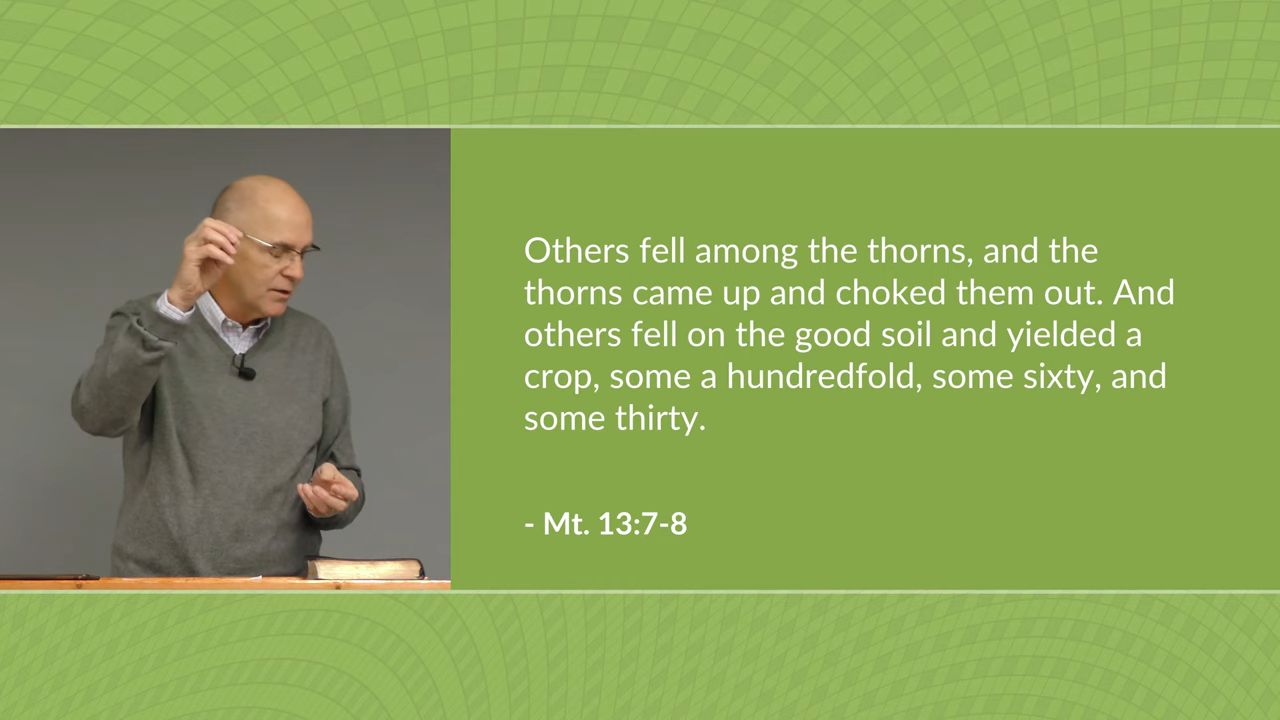 Others fell among the thorns, and the
thorns came up and choked them out. And
others fell on the good soil and yielded a
crop, some a hundredfold, some sixty, and
some thirty.
- Mt. 13:7-8